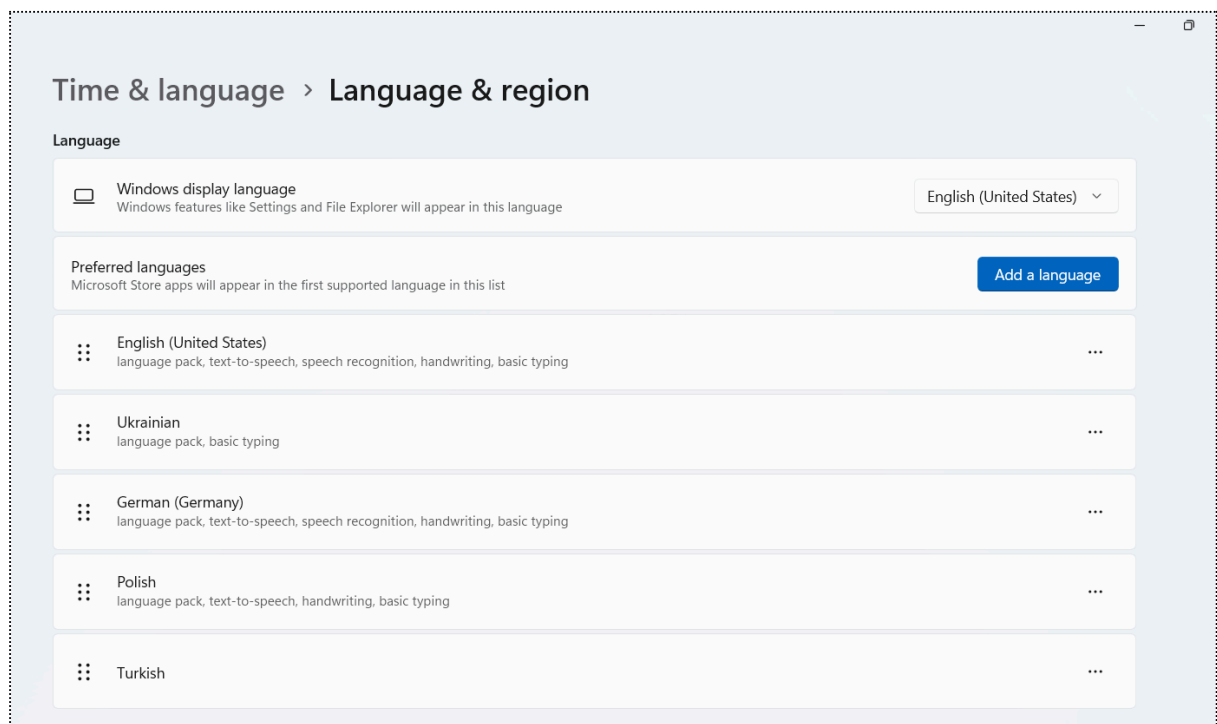 Time & language > Language & region
Language
Windows display language
Windows features like Settings and File Explorer will appear in this language
English (United States)
Preferred languages
Microsoft Store apps will appear in the first supported language in this list
Add a language
English (United States)
language pack, text-to-speech, speech recognition, handwriting, basic typing
Ukrainian
language pack, basic typing
German (Germany)
language pack, text-to-speech, speech recognition, handwriting, basic typing
Polish
language pack, text-to-speech, handwriting, basic typing
Turkish